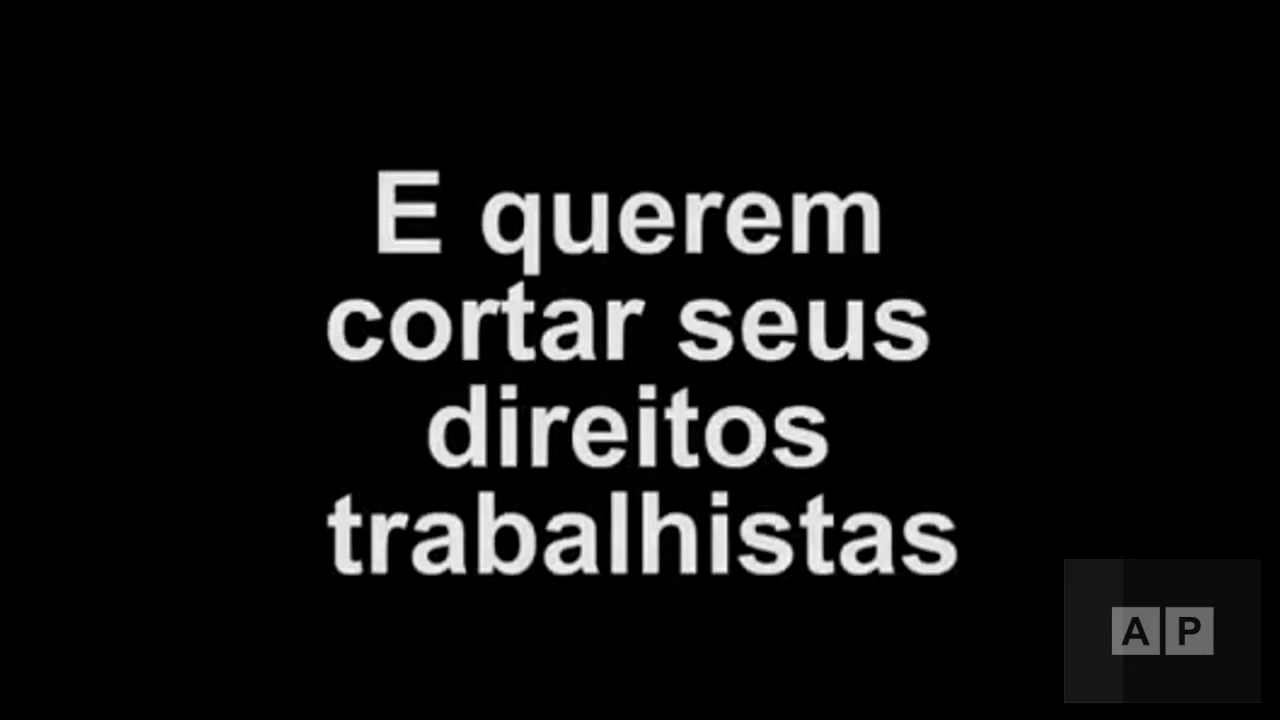 E querem
cortar seus
direitos
trabalhistas
AP